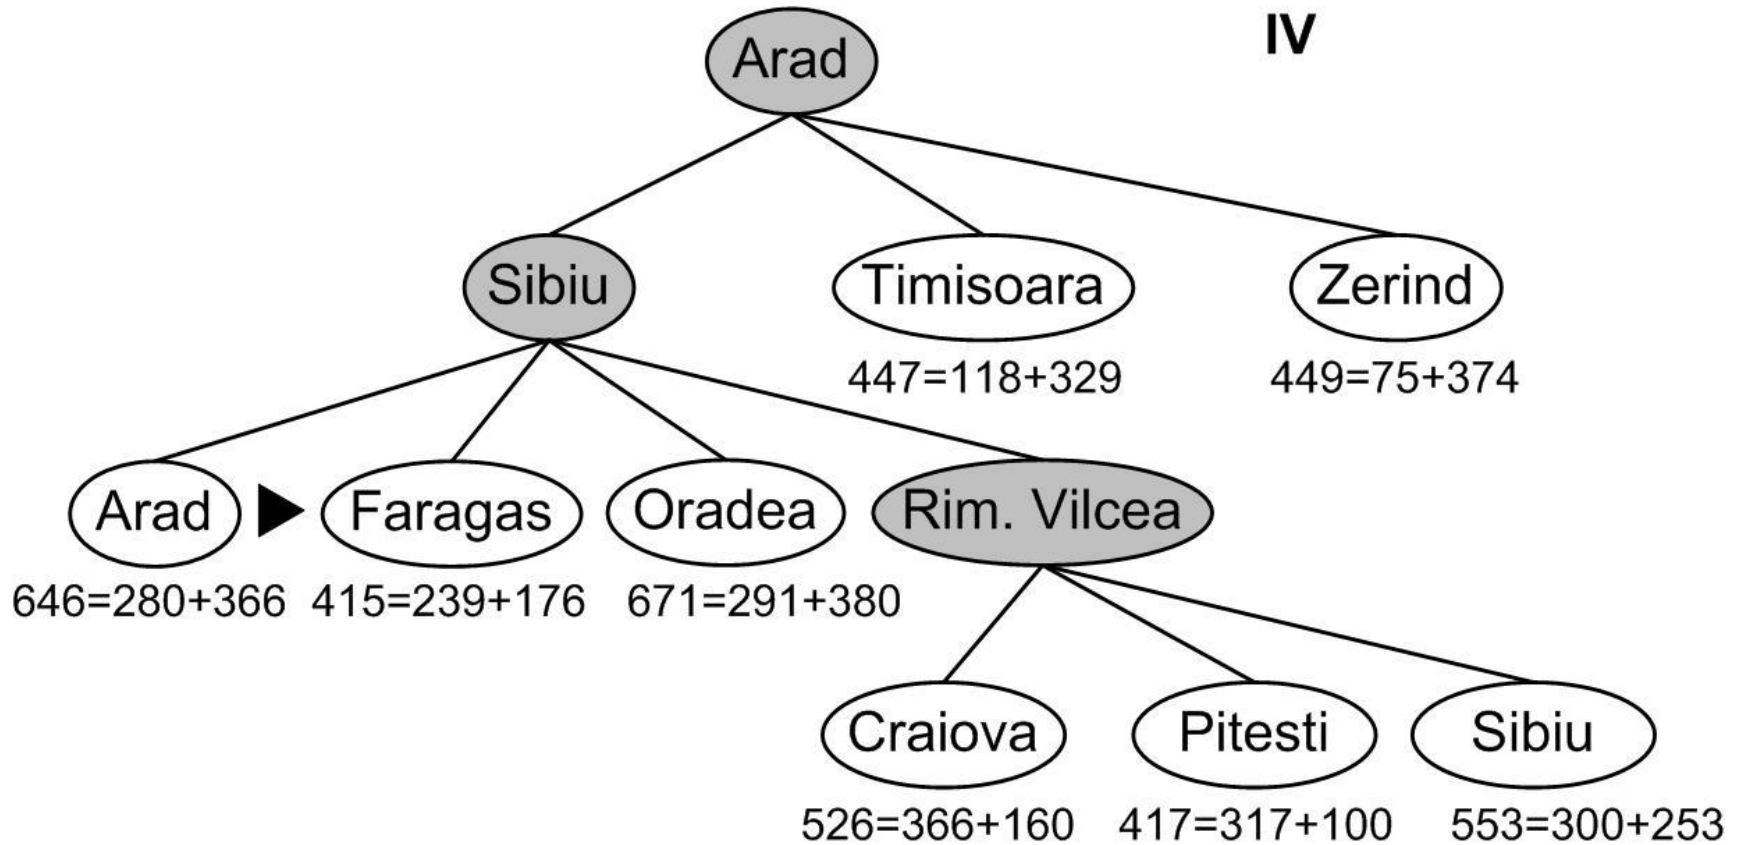 IV
Arad
Sibiu
Timisoara
Zerind
447=118+329
449=75+374
Arad
Faragas
Oradea
Rim. Vilcea
646=280+366
415=239+176
671=291+380
Craiova
Pitesti
Sibiu
526=366+160
417=317+100
553=300+253